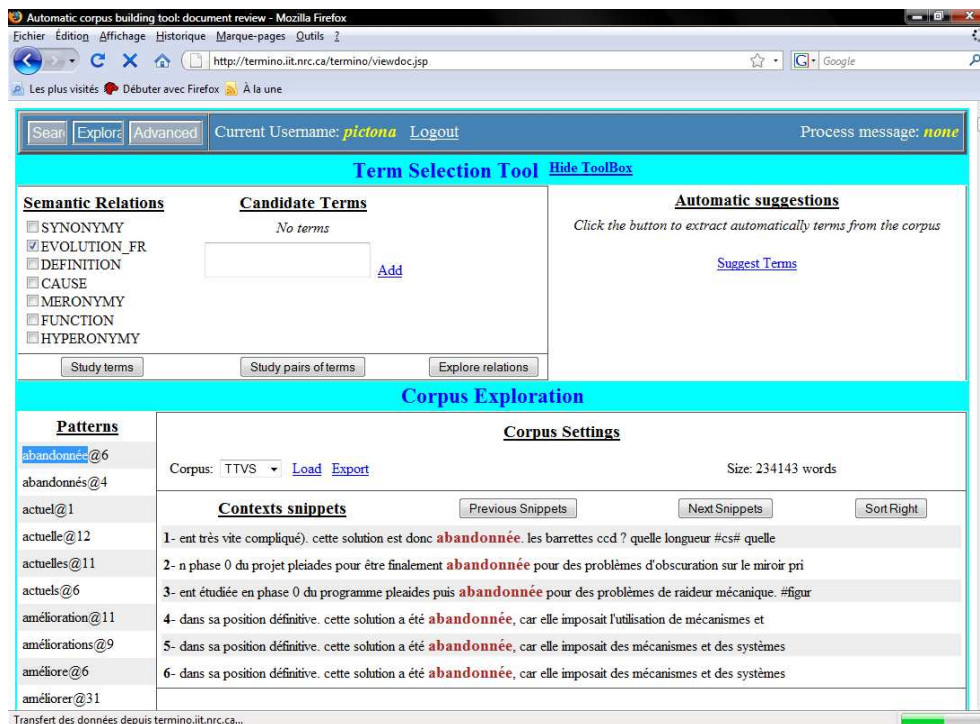 Automatic corpus building tool: document review - Mozilla Firefox
Fichier Édition Affichage Historique Marque-pages Outils ?
http://termino.iit.nrc.ca/termino/viewdoc.jsp
G Google
Les plus visités Débuter avec Firefox À la une
Sear Explora Advanced Current Username: pictona Logout Process message: none
Term Selection Tool Hide ToolBox
Semantic Relations
SYNONYMY
EVOLUTION_FR
DEFINITION
CAUSE
MERONYMY
FUNCTION
HYPERONYMY
Candidate Terms
No terms
Add
Study terms Study pairs of terms Explore relations
Automatic suggestions
Click the button to extract automatically terms from the corpus
Suggest Terms
Corpus Exploration
Patterns
abandonnée@6
abandonnés@4
actuel@1
actuelle@12
actuelles@11
actuels@6
amélioration@11
améliorations@9
améliore@6
améliorer@31
Corpus Settings
Corpus: TTVS Load Export Size: 234143 words
Contexts snippets Previous Snippets Next Snippets Sort Right
1- ent très vite compliqué). cette solution est donc abandonnée. les barrettes ccd ? quelle longueur #cs# quelle
2- n phase 0 du projet pleiades pour être finalement abandonnée pour des problèmes d'obscuration sur le miroir pri
3- ent étudiée en phase 0 du programme pleaides puis abandonnée pour des problèmes de raideur mécanique. #figur
4- dans sa position définitive. cette solution a été abandonnée, car elle imposait l'utilisation de mécanismes et
5- dans sa position définitive. cette solution a été abandonnée, car elle imposait des mécanismes et des systèmes
6- dans sa position définitive. cette solution a été abandonnée, car elle imposait des mécanismes et des systèmes
Transfert des données depuis termino.iit.nrc.ca...